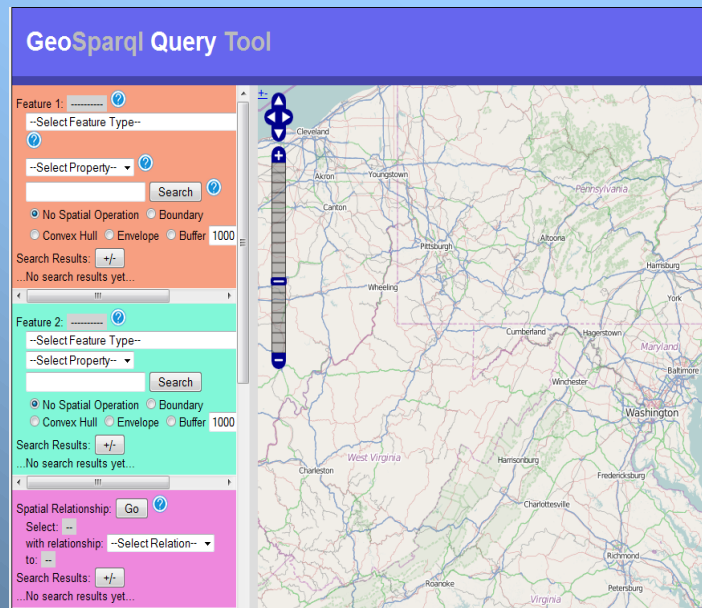 GeoSparql Query Tool
Feature 1: ---------- ?
--Select Feature Type--
?
--Select Property-- ?
Search ?
No Spatial Operation Boundary
Convex Hull Envelope Buffer 1000
Search Results: +/-
...No search results yet...
Feature 2: ---------- ?
--Select Feature Type--
--Select Property--
Search
No Spatial Operation Boundary
Convex Hull Envelope Buffer 1000
Search Results: +/-
...No search results yet...
Spatial Relationship: Go ?
Select: --
with relationship: --Select Relation--
to: --
Search Results: +/-
...No search results yet...
+-
Cleveland
Akron
Youngstown
Canton
Pennsylvania
Pittsburgh
Altoona
Harrisburg
Wheeling
York
Cumberland
Hagerstown
Maryland
Baltimore
Winchester
Washington
West Virginia
Harrisonburg
Charleston
Fredericksburg
Charlottesville
Richmond
Roanoke
Petersburg
Virginia